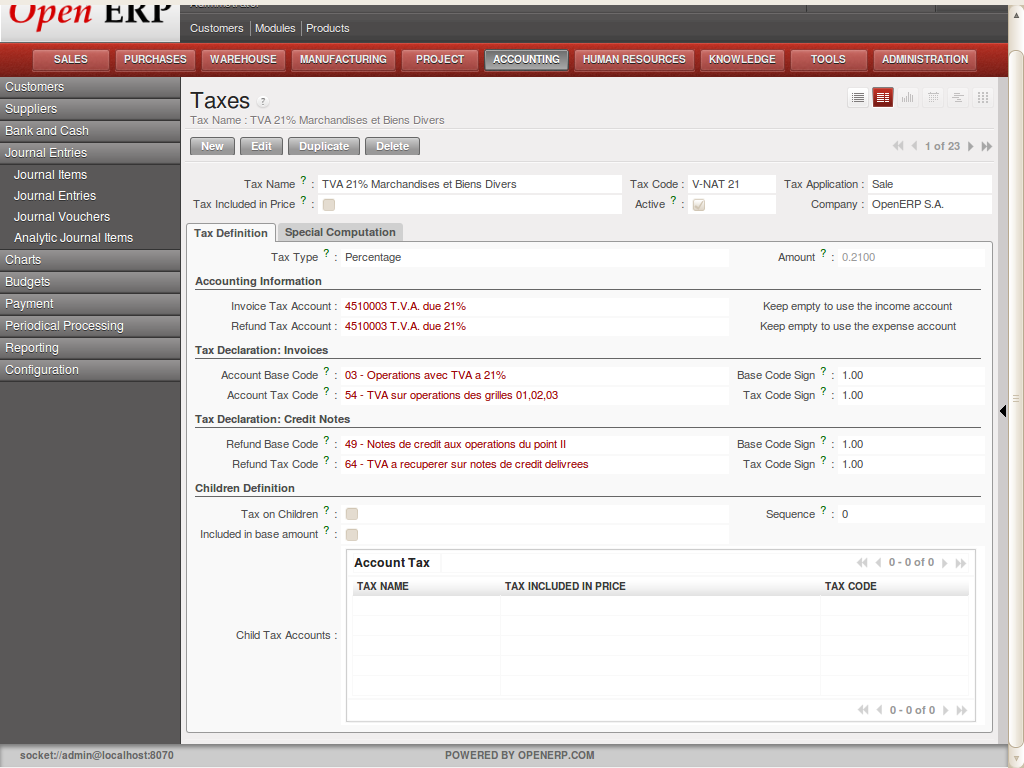 Open ERP
Administrator
Customers Modules Products
SALES PURCHASES WAREHOUSE MANUFACTURING PROJECT ACCOUNTING HUMAN RESOURCES KNOWLEDGE TOOLS ADMINISTRATION
Customers
Suppliers
Bank and Cash
Journal Entries
Journal Items
Journal Entries
Journal Vouchers
Analytic Journal Items
Charts
Budgets
Payment
Periodical Processing
Reporting
Configuration
Taxes ?
Tax Name : TVA 21% Marchandises et Biens Divers
New Edit Duplicate Delete 1 of 23
Tax Name ? : TVA 21% Marchandises et Biens Divers Tax Code : V-NAT 21 Tax Application : Sale
Tax Included in Price ? : Active ? : Company : OpenERP S.A.
Tax Definition Special Computation
Tax Type ? : Percentage Amount ? : 0.2100
Accounting Information
Invoice Tax Account : 4510003 T.V.A. due 21% Keep empty to use the income account
Refund Tax Account : 4510003 T.V.A. due 21% Keep empty to use the expense account
Tax Declaration: Invoices
Account Base Code ? : 03 - Operations avec TVA a 21% Base Code Sign ? : 1.00
Account Tax Code ? : 54 - TVA sur operations des grilles 01,02,03 Tax Code Sign ? : 1.00
Tax Declaration: Credit Notes
Refund Base Code ? : 49 - Notes de credit aux operations du point II Base Code Sign ? : 1.00
Refund Tax Code ? : 64 - TVA a recuperer sur notes de credit delivrees Tax Code Sign ? : 1.00
Children Definition
Tax on Children ? : Sequence ? : 0
Included in base amount ? :
Account Tax 0 - 0 of 0
TAX NAME TAX INCLUDED IN PRICE TAX CODE
Child Tax Accounts :
0 - 0 of 0
socket://admin@localhost:8070 POWERED BY OPENERP.COM